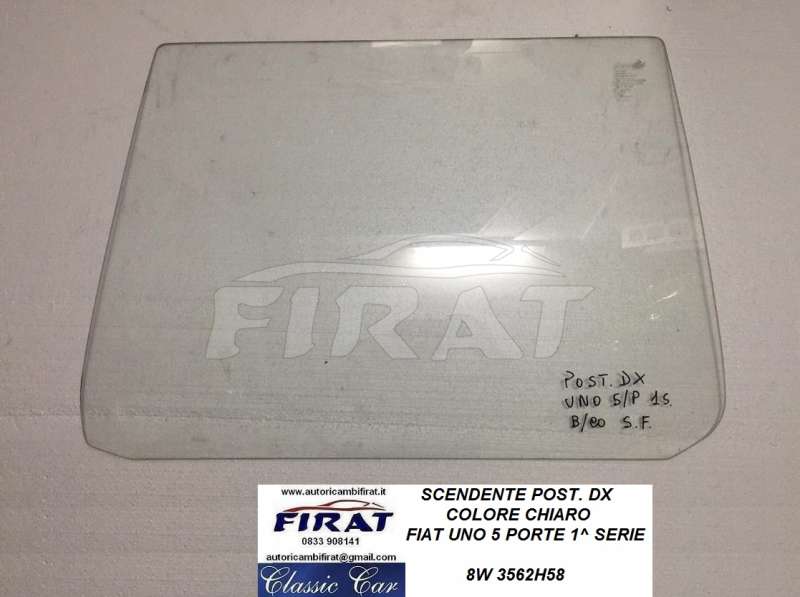 FIRAT
POST. DX
UNO 5/P 1S.
B/co S.F.
www.autoricambifirat.it
FIRAT
0833 908141
autoricambifirat@gmail.com
Classic Car
SCENDENTE POST. DX
COLORE CHIARO
FIAT UNO 5 PORTE 1^ SERIE
8W 3562H58